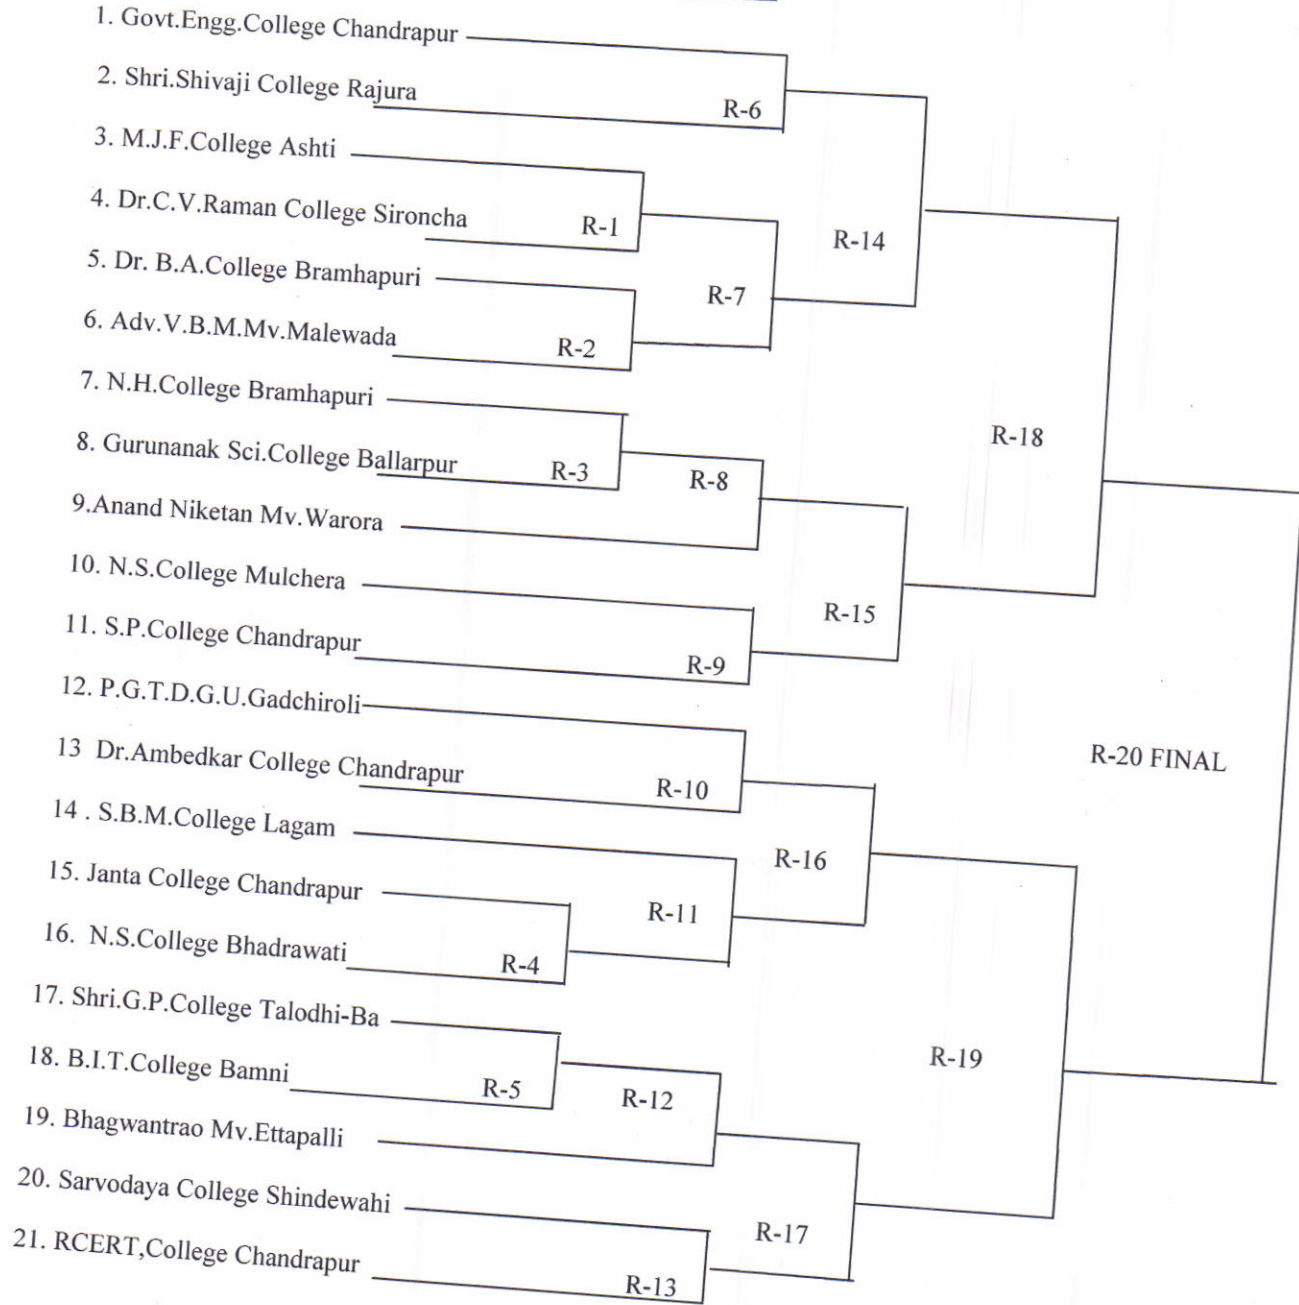 1. Govt.Engg.College Chandrapur
2. Shri.Shivaji College Rajura
R-6
3. M.J.F.College Ashti
4. Dr.C.V.Raman College Sironcha
R-1
R-14
5. Dr. B.A.College Bramhapuri
R-7
6. Adv.V.B.M.Mv.Malewada
R-2
7. N.H.College Bramhapuri
R-18
8. Gurunanak Sci.College Ballarpur
R-3
R-8
9.Anand Niketan Mv.Warora
10. N.S.College Mulchera
R-15
11. S.P.College Chandrapur
R-9
12. P.G.T.D.G.U.Gadchiroli
R-20 FINAL
13 Dr.Ambedkar College Chandrapur
R-10
14 . S.B.M.College Lagam
R-16
15. Janta College Chandrapur
R-11
16. N.S.College Bhadrawati
R-4
17. Shri.G.P.College Talodhi-Ba
R-19
18. B.I.T.College Bamni
R-5
R-12
19. Bhagwantrao Mv.Ettapalli
20. Sarvodaya College Shindewahi
R-17
21. RCERT,College Chandrapur
R-13